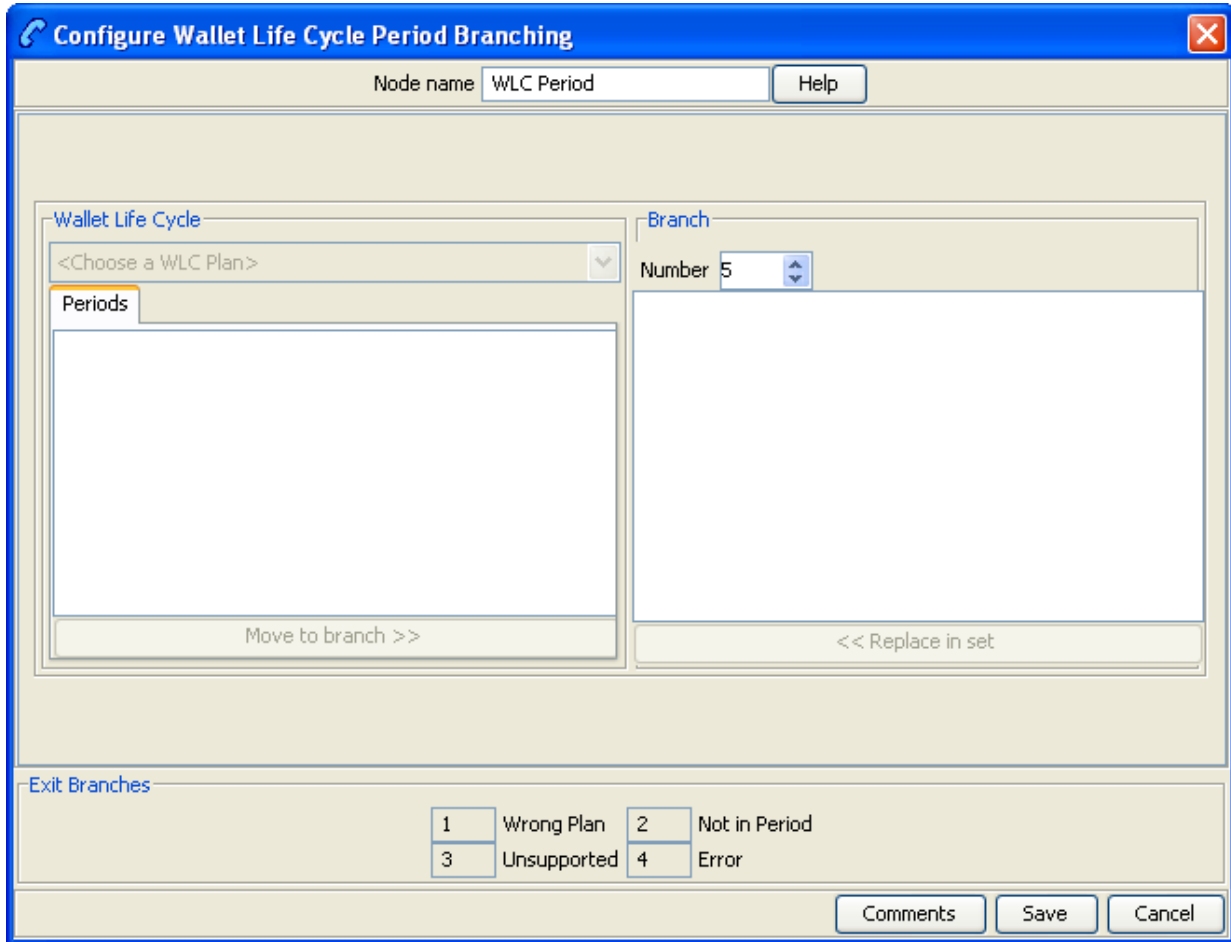 Configure Wallet Life Cycle Period Branching
Node name WLC Period Help
Wallet Life Cycle
<Choose a WLC Plan>
Periods
Move to branch >>
Branch
Number 5
<< Replace in set
Exit Branches
1 Wrong Plan 2 Not in Period
3 Unsupported 4 Error
Comments Save Cancel